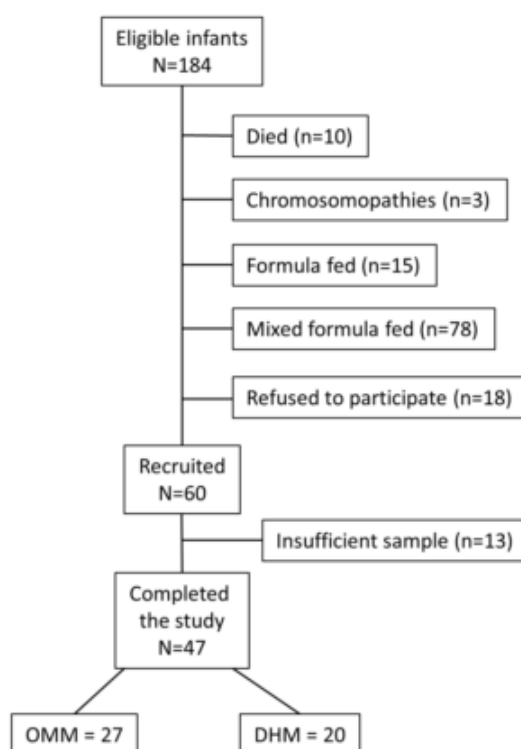 Eligible infants
N=184
Died (n=10)
Chromosomopathies (n=3)
Formula fed (n=15)
Mixed formula fed (n=78)
Refused to participate (n=18)
Recruited
N=60
Insufficient sample (n=13)
Completed
the study
N=47
OMM = 27
DHM = 20